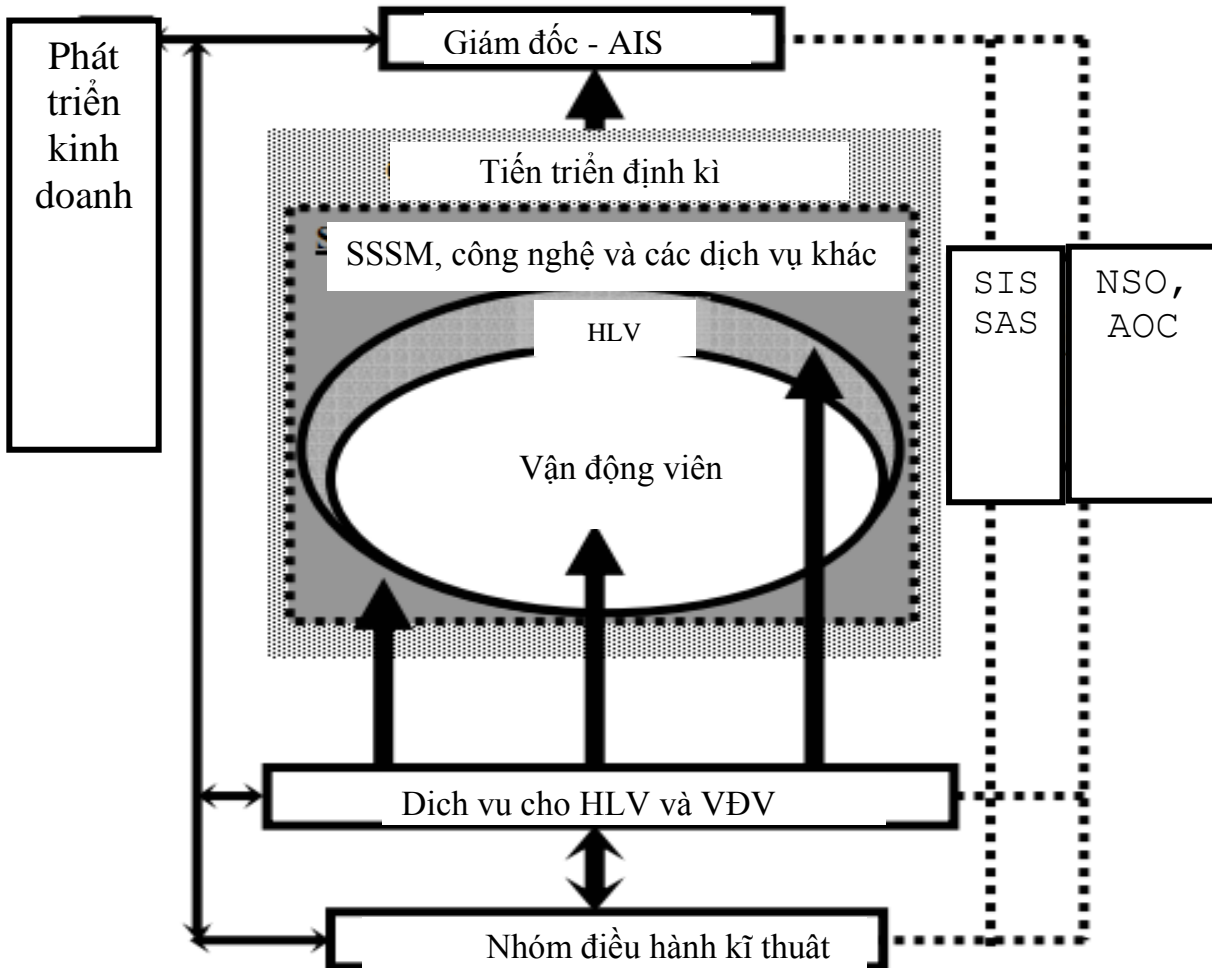 Giám đốc - AIS
Phát
triển
kinh
doanh
Tiến triển định kì
SSSM, công nghệ và các dịch vụ khác
HLV
Vận động viên
SIS
SAS
NSO,
AOC
Dich vu cho HLV và VĐV
Nhóm điều hành kĩ thuât